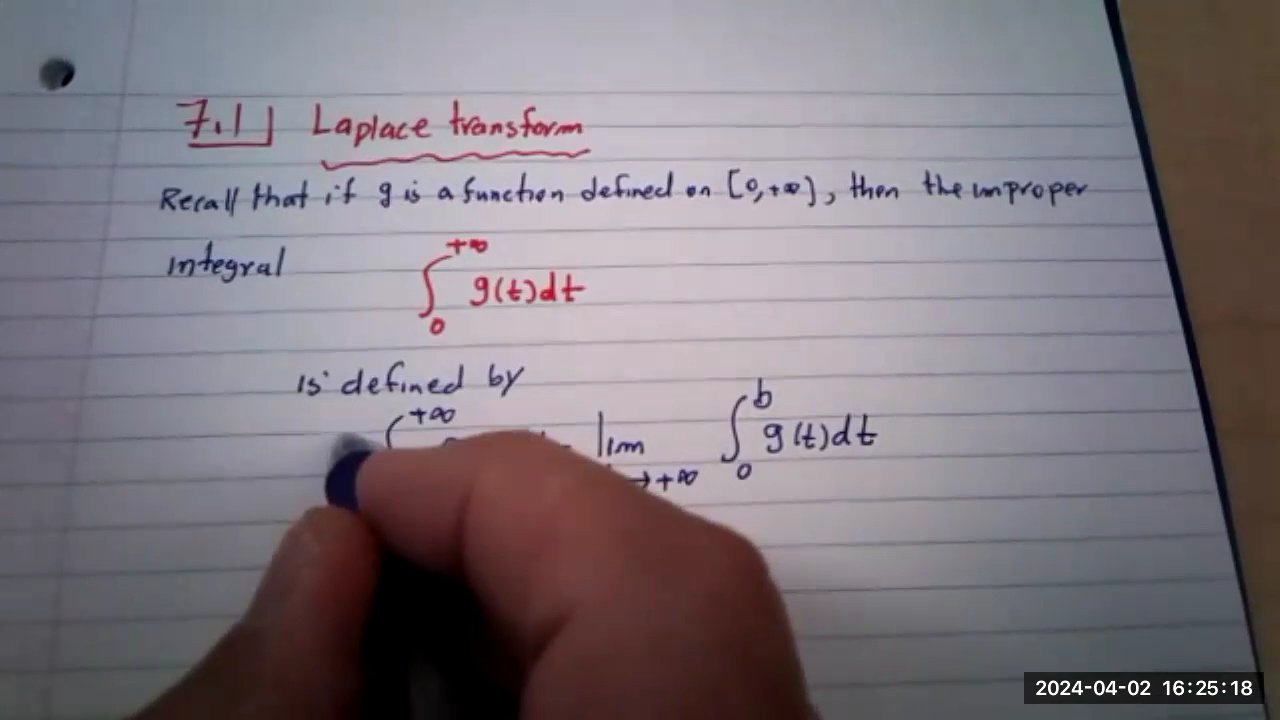 7.1 Laplace transform
Recall that if g is a function defined on [0,+∞), then the improper
integral
∫₀^{+∞} g(t)dt
is defined by
∫^{+∞} lim →+∞ ∫₀^b g(t)dt
2024-04-02 16:25:18